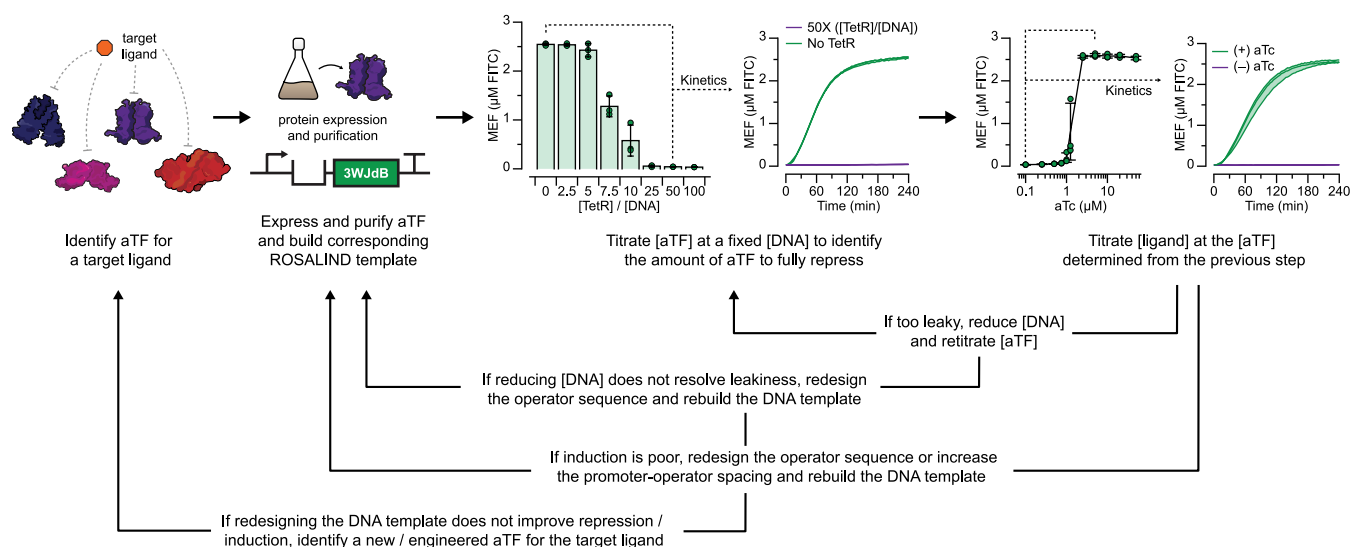 target
ligand
protein expression
and purification
3WJdB
Identify aTF for
a target ligand
Express and purify aTF
and build corresponding
ROSALIND template
MEF (µM FITC)
3
2
1
0
0
2.5
5
7.5
10
25
50
100
[TetR] / [DNA]
Kinetics
50X ([TetR]/[DNA])
No TetR
MEF (µM FITC)
3
2
1
0
0
60
120
180
240
Time (min)
Titrate [aTF] at a fixed [DNA] to identify
the amount of aTF to fully repress
MEF (µM FITC)
3
2
1
0
0.1
1
10
aTc (µM)
Kinetics
(+) aTc
(–) aTc
MEF (µM FITC)
3
2
1
0
0
60
120
180
240
Time (min)
Titrate [ligand] at the [aTF]
determined from the previous step
If too leaky, reduce [DNA]
and retitrate [aTF]
If reducing [DNA] does not resolve leakiness, redesign
the operator sequence and rebuild the DNA template
If induction is poor, redesign the operator sequence or increase
the promoter-operator spacing and rebuild the DNA template
If redesigning the DNA template does not improve repression /
induction, identify a new / engineered aTF for the target ligand